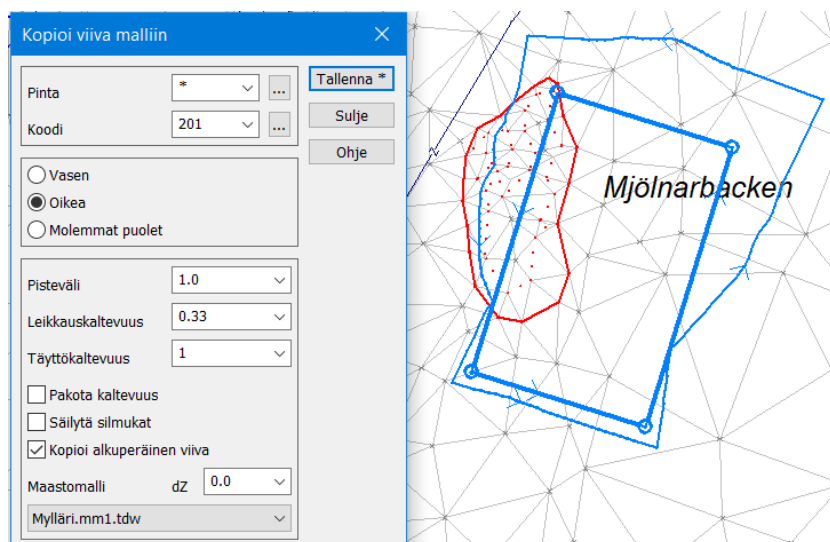 Kopioi viiva malliin
Pinta * ...
Koodi 201 ...
Tallenna *
Sulje
Ohje
Vasen
Oikea
Molemmat puolet
Pisteväli 1.0
Leikkauskaltevuus 0.33
Täyttökaltevuus 1
Pakota kaltevuus
Säilytä silmukat
Kopioi alkuperäinen viiva
Maastomalli dZ 0.0
Mylläri.mm1.tdw
Mjölnarbacken